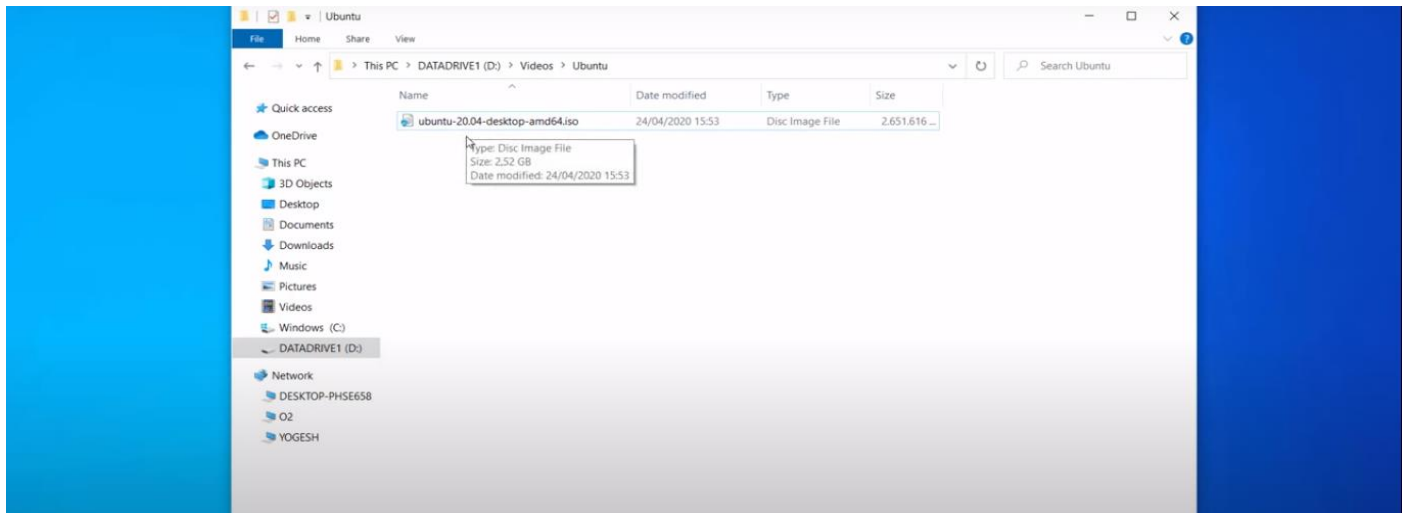 Ubuntu
File Home Share View
This PC > DATADRIVE1 (D:) > Videos > Ubuntu
Search Ubuntu
Name Date modified Type Size
ubuntu-20.04-desktop-amd64.iso 24/04/2020 15:53 Disc Image File 2.651.616 ...
Type: Disc Image File
Size: 2,52 GB
Date modified: 24/04/2020 15:53
Quick access
OneDrive
This PC
3D Objects
Desktop
Documents
Downloads
Music
Pictures
Videos
Windows (C:)
DATADRIVE1 (D:)
Network
DESKTOP-PHSE658
O2
YOGESH